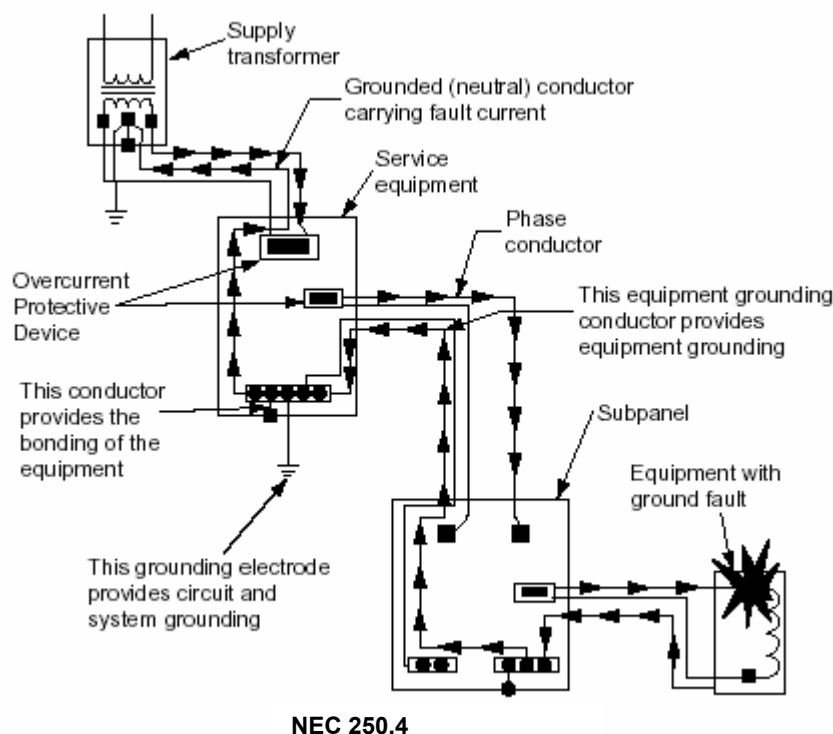 Supply
transformer
Grounded (neutral) conductor
carrying fault current
Service
equipment
Phase
conductor
Overcurrent
Protective
Device
This equipment grounding
conductor provides
equipment grounding
This conductor
provides the
bonding of the
equipment
Subpanel
Equipment with
ground fault
This grounding electrode
provides circuit and
system grounding
NEC 250.4